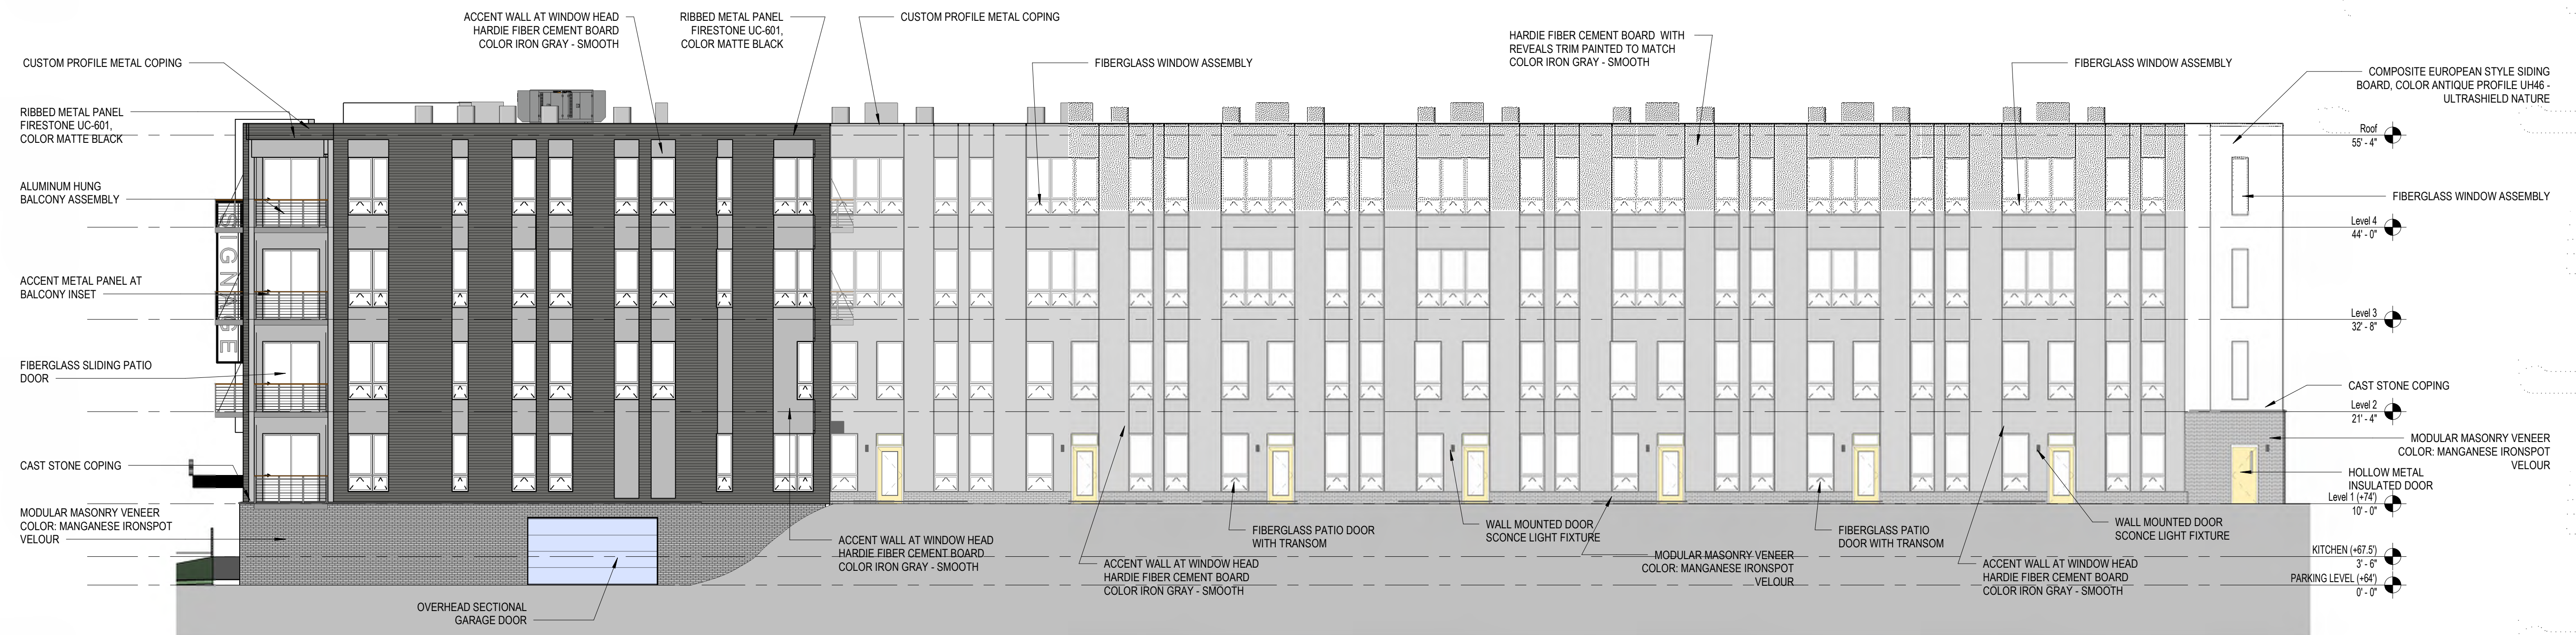 ACCENT WALL AT WINDOW HEAD
HARDIE FIBER CEMENT BOARD
COLOR IRON GRAY - SMOOTH
RIBBED METAL PANEL
FIRESTONE UC-601,
COLOR MATTE BLACK
CUSTOM PROFILE METAL COPING
HARDIE FIBER CEMENT BOARD WITH
REVEALS TRIM PAINTED TO MATCH
COLOR IRON GRAY - SMOOTH
CUSTOM PROFILE METAL COPING
FIBERGLASS WINDOW ASSEMBLY
FIBERGLASS WINDOW ASSEMBLY
COMPOSITE EUROPEAN STYLE SIDING
BOARD, COLOR ANTIQUE PROFILE UH46 -
ULTRASHIELD NATURE
RIBBED METAL PANEL
FIRESTONE UC-601,
COLOR MATTE BLACK
Roof
55' - 4"
ALUMINUM HUNG
BALCONY ASSEMBLY
FIBERGLASS WINDOW ASSEMBLY
SIGNAGE
Level 4
44' - 0"
ACCENT METAL PANEL AT
BALCONY INSET
Level 3
32' - 8"
FIBERGLASS SLIDING PATIO
DOOR
CAST STONE COPING
Level 2
21' - 4"
MODULAR MASONRY VENEER
COLOR: MANGANESE IRONSPOT
VELOUR
CAST STONE COPING
HOLLOW METAL
INSULATED DOOR
Level 1 (+74')
10' - 0"
MODULAR MASONRY VENEER
COLOR: MANGANESE IRONSPOT
VELOUR
ACCENT WALL AT WINDOW HEAD
HARDIE FIBER CEMENT BOARD
COLOR IRON GRAY - SMOOTH
FIBERGLASS PATIO DOOR
WITH TRANSOM
WALL MOUNTED DOOR
SCONCE LIGHT FIXTURE
FIBERGLASS PATIO
DOOR WITH TRANSOM
WALL MOUNTED DOOR
SCONCE LIGHT FIXTURE
KITCHEN (+67.5')
3' - 6"
ACCENT WALL AT WINDOW HEAD
HARDIE FIBER CEMENT BOARD
COLOR IRON GRAY - SMOOTH
MODULAR MASONRY VENEER
COLOR: MANGANESE IRONSPOT
VELOUR
ACCENT WALL AT WINDOW HEAD
HARDIE FIBER CEMENT BOARD
COLOR IRON GRAY - SMOOTH
PARKING LEVEL (+64')
0' - 0"
OVERHEAD SECTIONAL
GARAGE DOOR